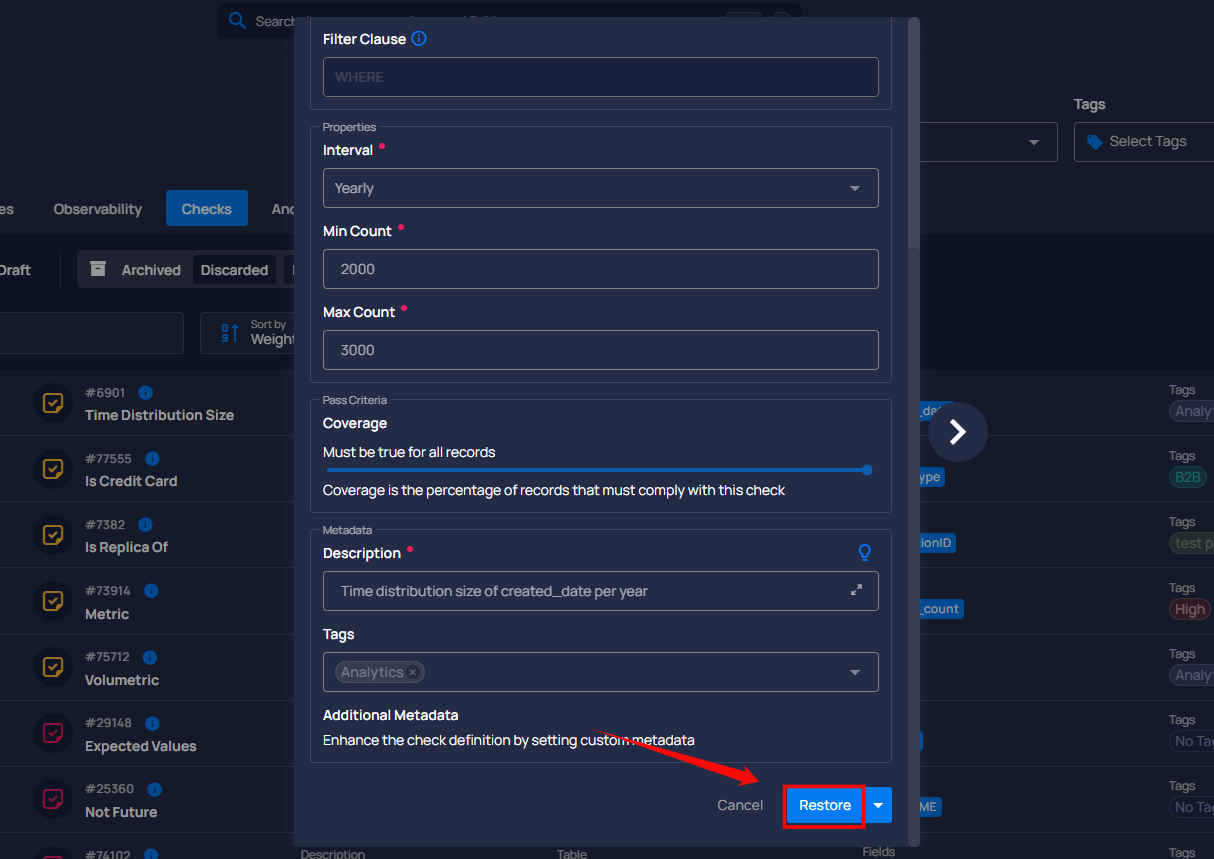 Search
Filter Clause
WHERE
Tags
Select Tags
Properties
Interval
Yearly
es
Observability
Checks
Min Count
2000
Draft
Archived
Discarded
Max Count
3000
Sort by
Weight
Pass Criteria
Coverage
Must be true for all records
Coverage is the percentage of records that must comply with this check
#6901
Time Distribution Size
Tags
Analy
#77555
Is Credit Card
ype
Tags
B2B
#7382
Is Replica Of
ionID
Tags
test p
Metadata
Description
Time distribution size of created_date per year
#73914
Metric
_count
Tags
High
Tags
Analytics
#75712
Volumetric
Tags
Analy
Additional Metadata
Enhance the check definition by setting custom metadata
#29148
Expected Values
Tags
No Tag
#25360
Not Future
ME
Tags
No Tag
Cancel
Restore
#74102
Description
Table
Fields
Tags